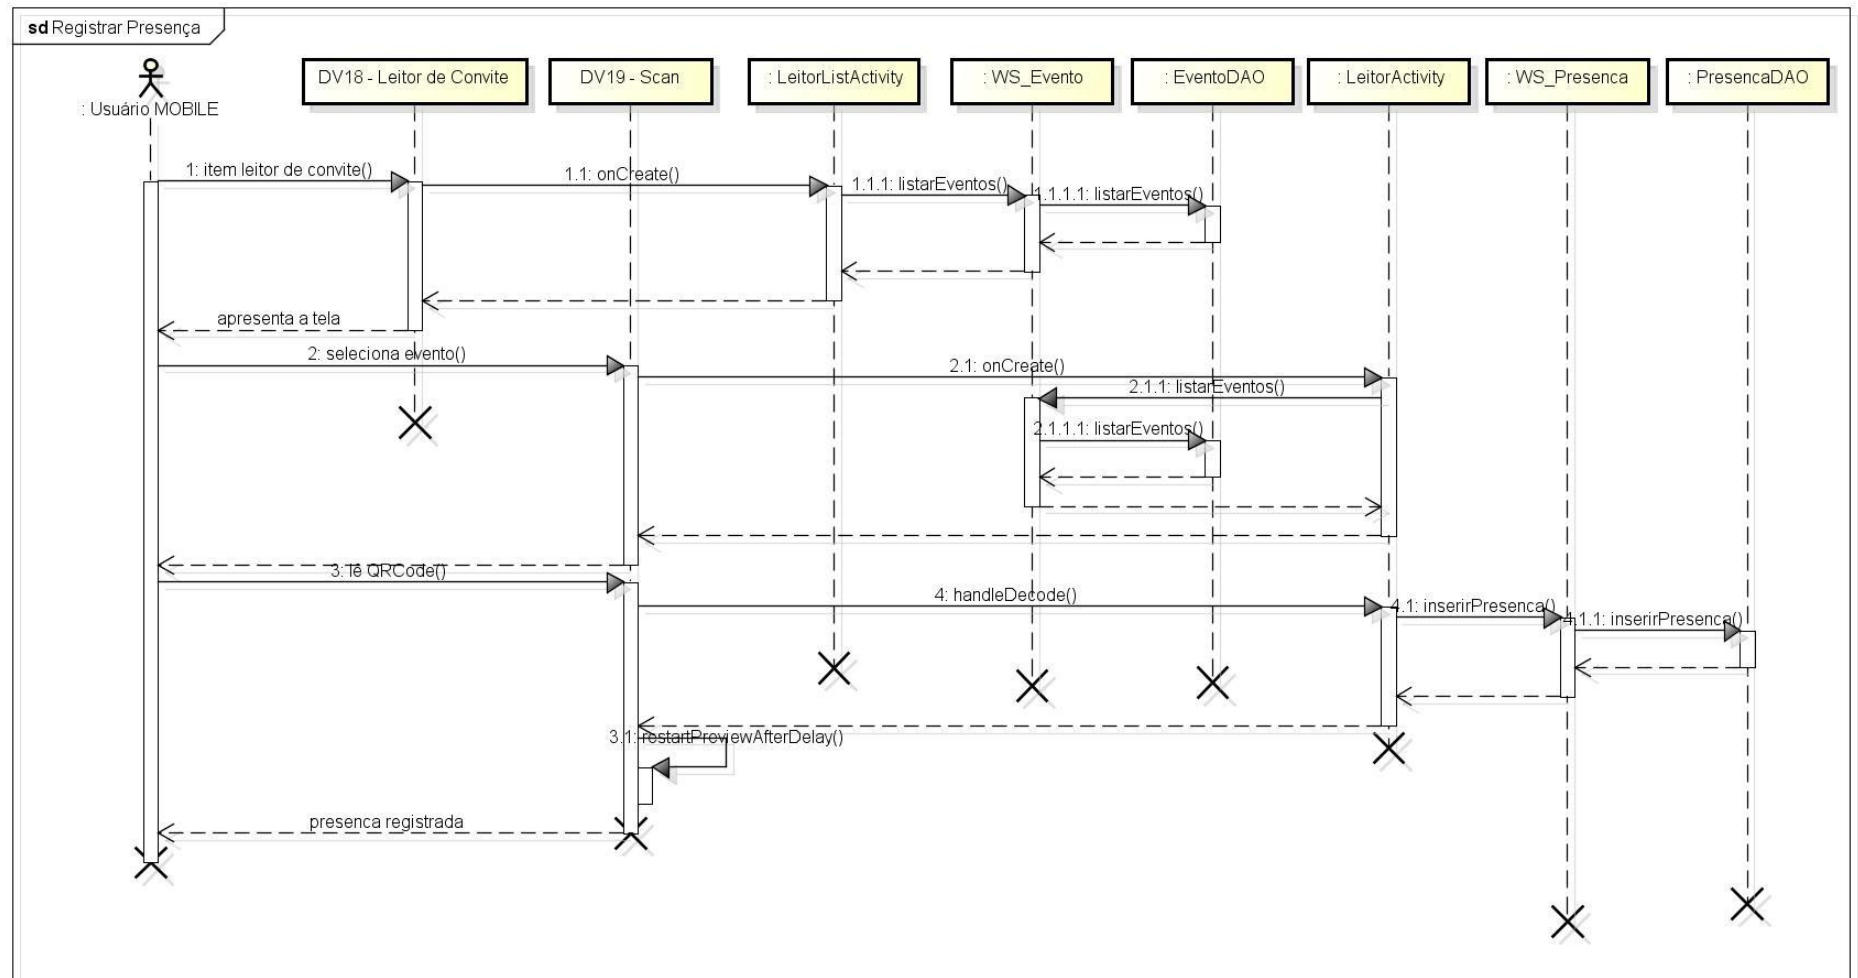 sd Registrar Presença
: Usuário MOBILE
DV18 - Leitor de Convite
DV19 - Scan
: LeitorListActivity
: WS_Evento
: EventoDAO
: LeitorActivity
: WS_Presenca
: PresencaDAO
1: item leitor de convite()
1.1: onCreate()
1.1.1: listarEventos()
1.1.1.1: listarEventos()
apresenta a tela
2: seleciona evento()
2.1: onCreate()
2.1.1: listarEventos()
2.1.1.1: listarEventos()
3: lê QRCode()
4: handleDecode()
4.1: inserirPresenca()
4.1.1: inserirPresenca()
3.1: restartPreviewAfterDelay()
presenca registrada